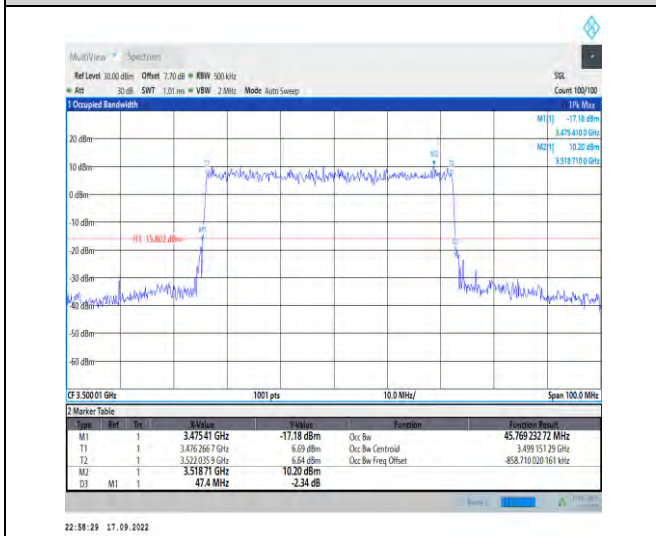 MultiView Spectrum
Ref Level 30.00 dBm Offset 7.70 dB RBW 500 kHz SGL
Att 30 dB SWT 1.01 ms VBW 2 MHz Mode Auto Sweep Count 100/100
1 Occupied Bandwidth 1Pk Max
M1[1] -17.18 dBm
3.475 410 0 GHz
M2[1] 10.20 dBm
3.518 710 0 GHz
20 dBm
10 dBm
0 dBm
-10 dBm
H1 -15.802 dBm
-20 dBm
-30 dBm
-40 dBm
-50 dBm
-60 dBm
T1
M2
T2
M1
D3
CF 3.500 01 GHz 1001 pts 10.0 MHz/ Span 100.0 MHz
2 Marker Table
Type Ref Trc X-Value Y-Value Function Function Result
M1 1 3.475 41 GHz -17.18 dBm Occ Bw 45.769 232 72 MHz
T1 1 3.476 266 7 GHz 6.69 dBm Occ Bw Centroid 3.499 151 29 GHz
T2 1 3.522 035 9 GHz 6.64 dBm Occ Bw Freq Offset -858.710 020 161 kHz
M2 1 3.518 71 GHz 10.20 dBm
D3 M1 1 47.4 MHz -2.34 dB
22:58:29 17.09.2022